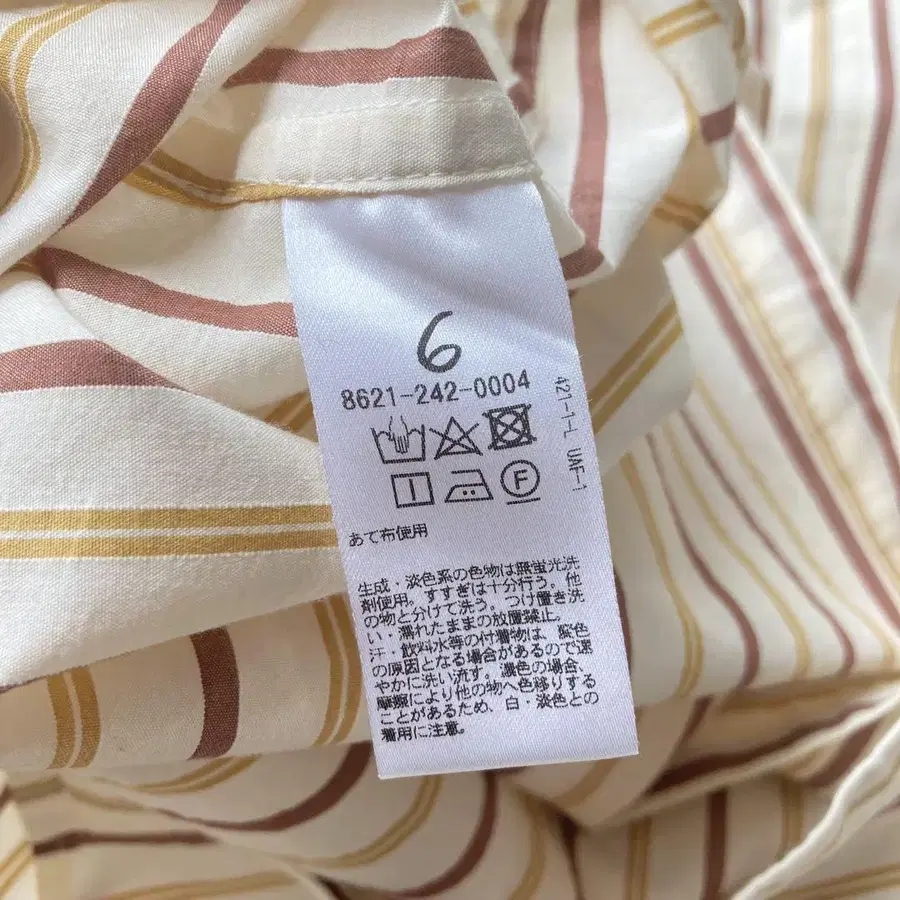 6
8621-242-0004
421-1-L UAF-1
F
あて布使用
生成・淡色系の色物は無蛍光洗
剤使用。すすぎは十分行う。他
の物と分けて洗う。つけ置き洗
い・濡れたままの放置禁止。
汗・飲料水等の付着物は、変色
の原因となる場合があるので速
やかに洗い流す。濃色の場合、
摩擦により他の物へ色移りする
ことがあるため、白・淡色との
着用に注意。